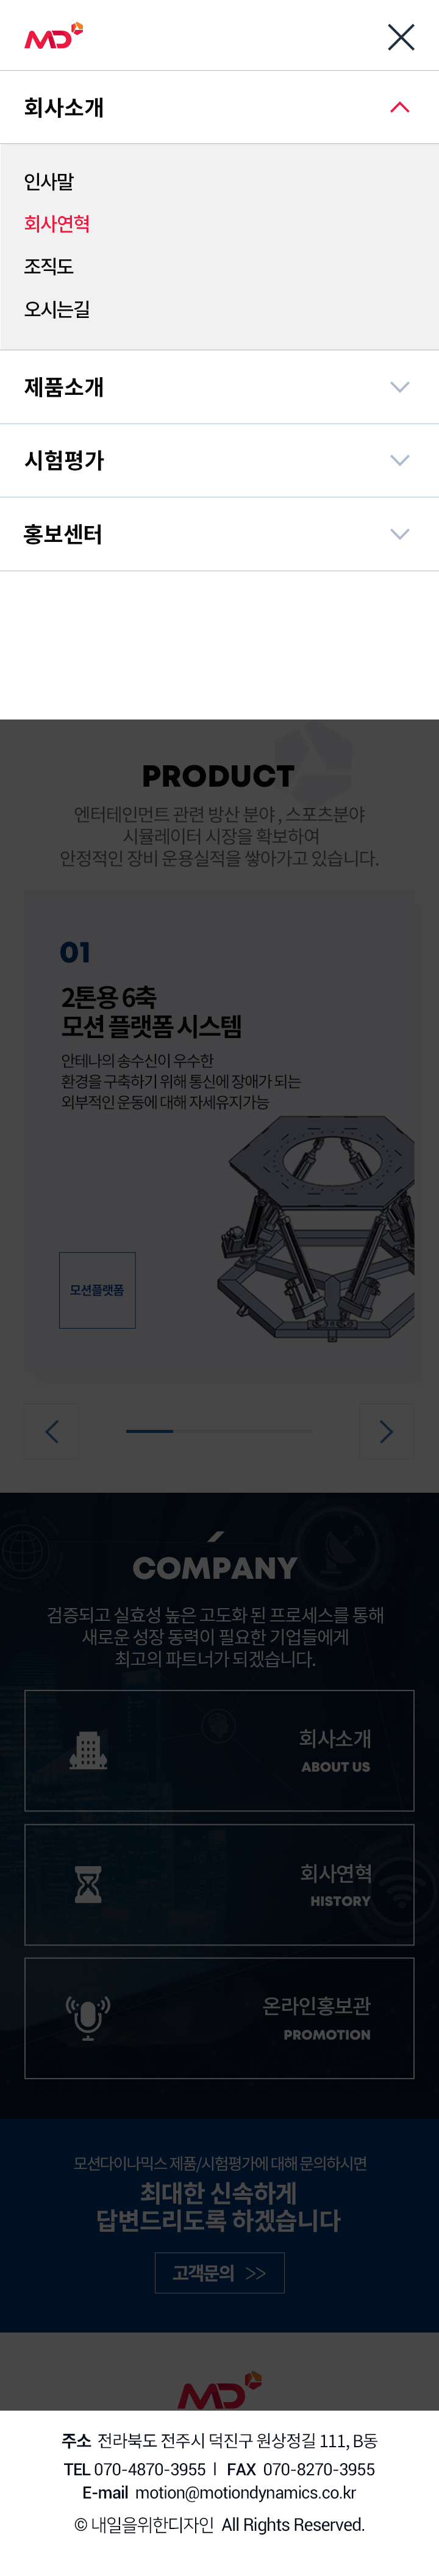 MD
회사소개
인사말
회사연혁
조직도
오시는길
제품소개
시험평가
홍보센터
PRODUCT
엔터테인먼트 관련 방산 분야 , 스포츠분야
시뮬레이터 시장을 확보하여
안정적인 장비 운용실적을 쌓아가고 있습니다.
01
2톤용 6축
모션 플랫폼 시스템
안테나의 송수신이 우수한
환경을 구축하기 위해 통신에 장애가 되는
외부적인 운동에 대해 자세유지가능
모션플랫폼
COMPANY
검증되고 실효성 높은 고도화 된 프로세스를 통해
새로운 성장 동력이 필요한 기업들에게
최고의 파트너가 되겠습니다.
회사소개
ABOUT US
회사연혁
HISTORY
온라인홍보관
PROMOTION
모션다이나믹스 제품/시험평가에 대해 문의하시면
최대한 신속하게
답변드리도록 하겠습니다
고객문의 >>
MD
주소 전라북도 전주시 덕진구 원상정길 111, B동
TEL 070-4870-3955 | FAX 070-8270-3955
E-mail motion@motiondynamics.co.kr
© 내일을위한디자인 All Rights Reserved.